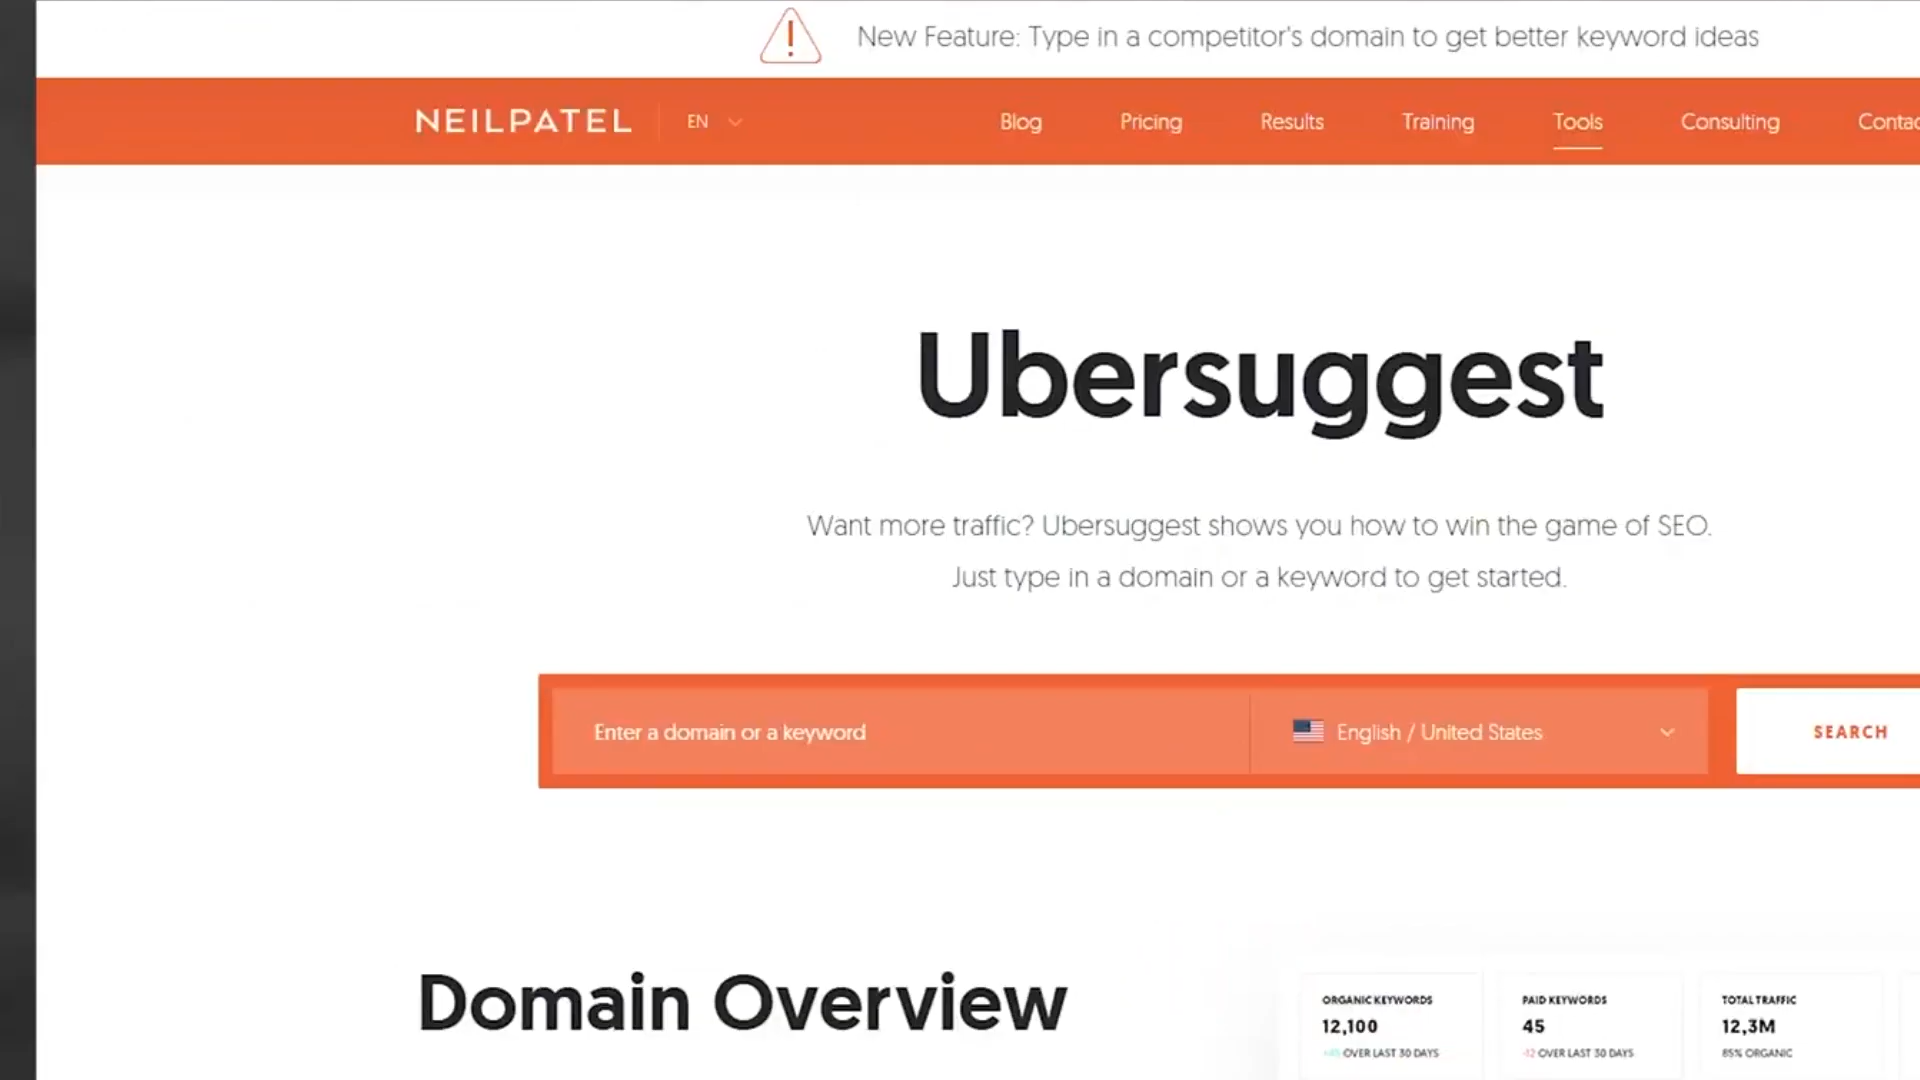 New Feature: Type in a competitor's domain to get better keyword ideas
NEILPATEL EN Blog Pricing Results Training Tools Consulting Contac
Ubersuggest
Want more traffic? Ubersuggest shows you how to win the game of SEO.
Just type in a domain or a keyword to get started.
Enter a domain or a keyword English / United States SEARCH
Domain Overview
ORGANIC KEYWORDS PAID KEYWORDS TOTAL TRAFFIC
12,100 45 12,3M
OVER LAST 30 DAYS -12 OVER LAST 30 DAYS 85% ORGANIC